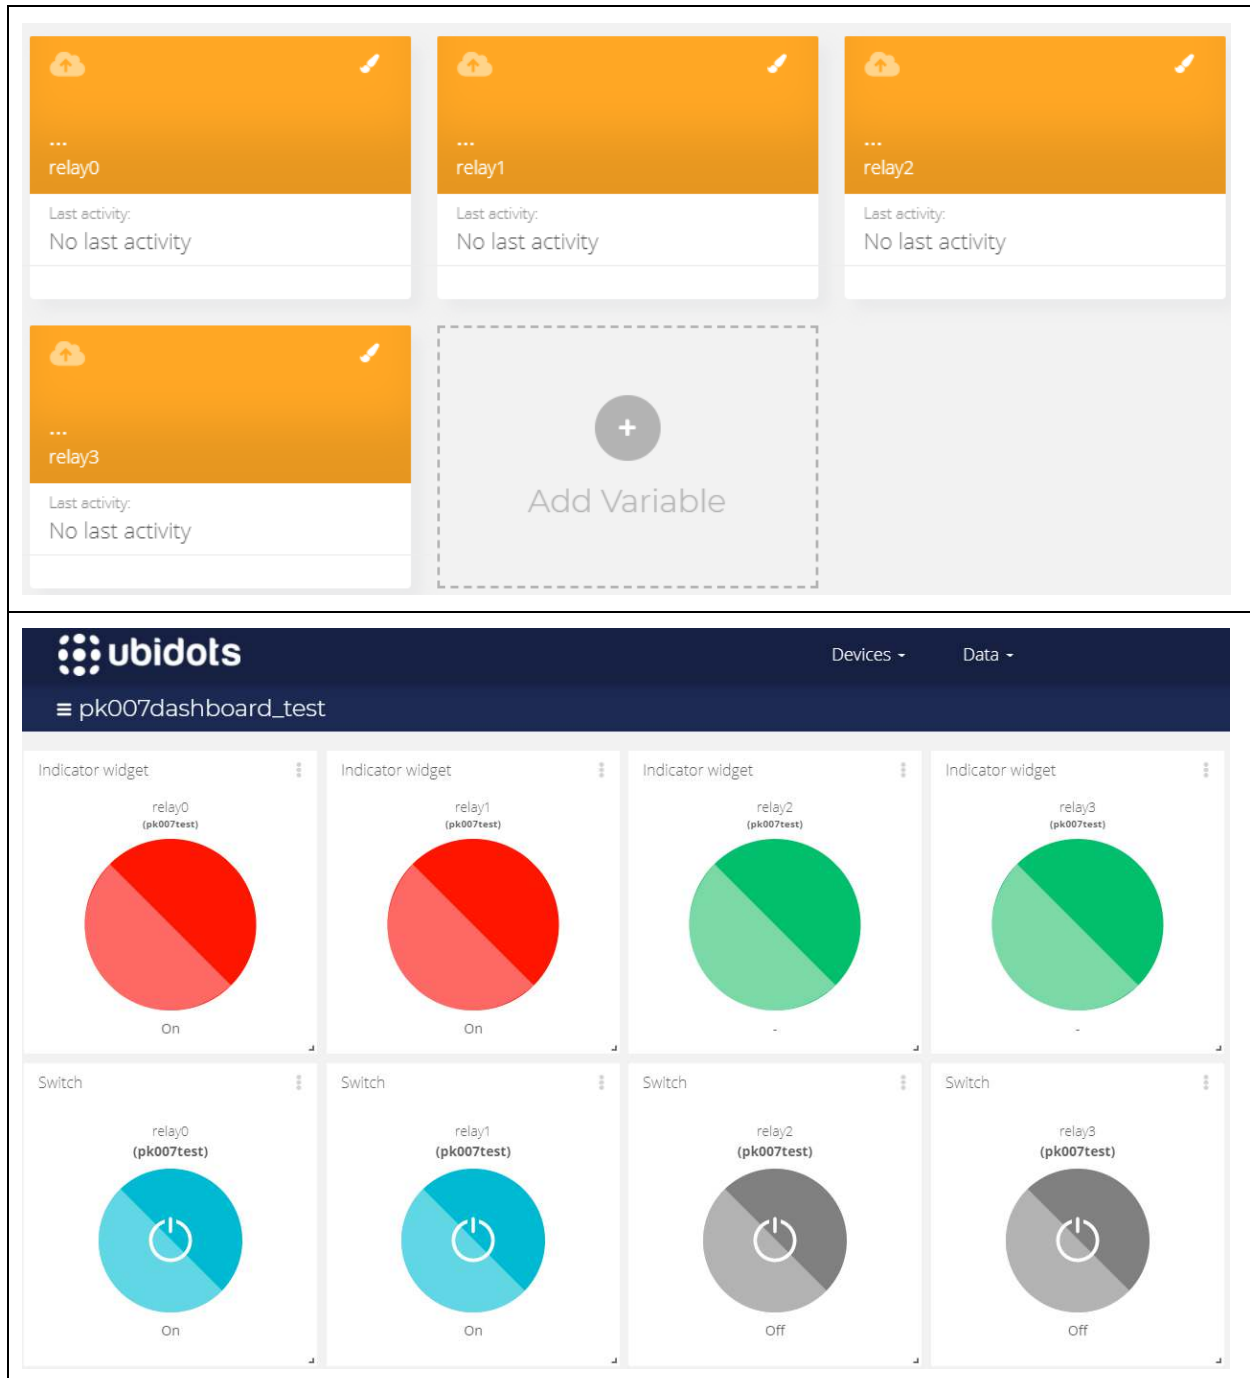 ...
relay0
Last activity:
No last activity
...
relay1
Last activity:
No last activity
...
relay2
Last activity:
No last activity
...
relay3
Last activity:
No last activity
Add Variable
ubidots
Devices
Data
pk007dashboard_test
Indicator widget
relay0
(pk007test)
On
Indicator widget
relay1
(pk007test)
On
Indicator widget
relay2
(pk007test)
-
Indicator widget
relay3
(pk007test)
-
Switch
relay0
(pk007test)
On
Switch
relay1
(pk007test)
On
Switch
relay2
(pk007test)
Off
Switch
relay3
(pk007test)
Off